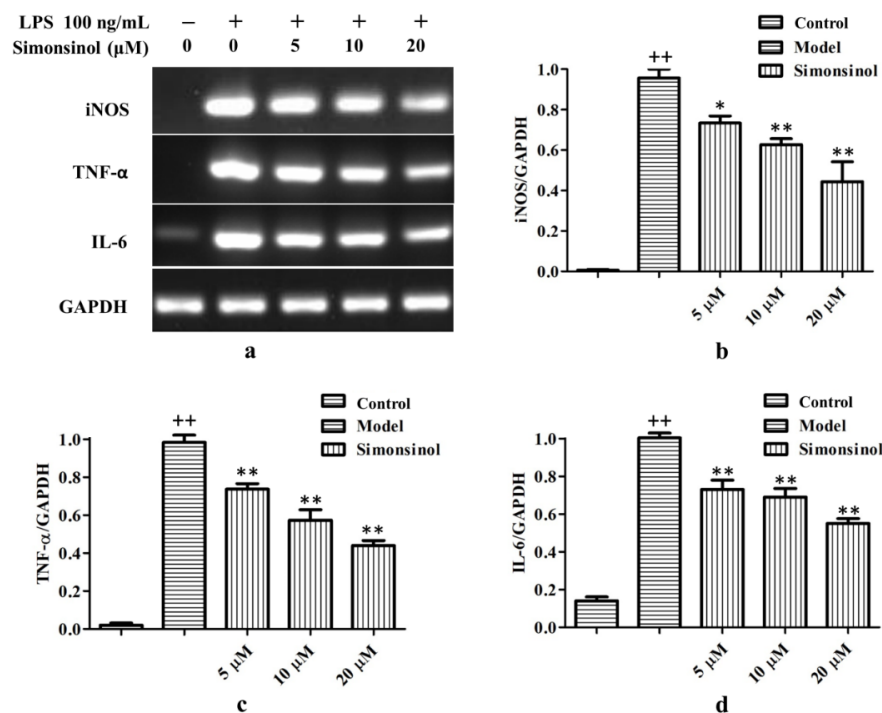 LPS 100 ng/mL – + + + +
Simonsinol (μM) 0 0 5 10 20
iNOS
TNF-α
IL-6
GAPDH
a
Control
Model
Simonsinol
iNOS/GAPDH
1.0
0.8
0.6
0.4
0.2
0.0
++
*
**
**
5 μM
10 μM
20 μM
b
Control
Model
Simonsinol
TNF-α/GAPDH
1.0
0.8
0.6
0.4
0.2
0.0
++
**
**
**
5 μM
10 μM
20 μM
c
Control
Model
Simonsinol
IL-6/GAPDH
1.0
0.8
0.6
0.4
0.2
0.0
++
**
**
**
5 μM
10 μM
20 μM
d